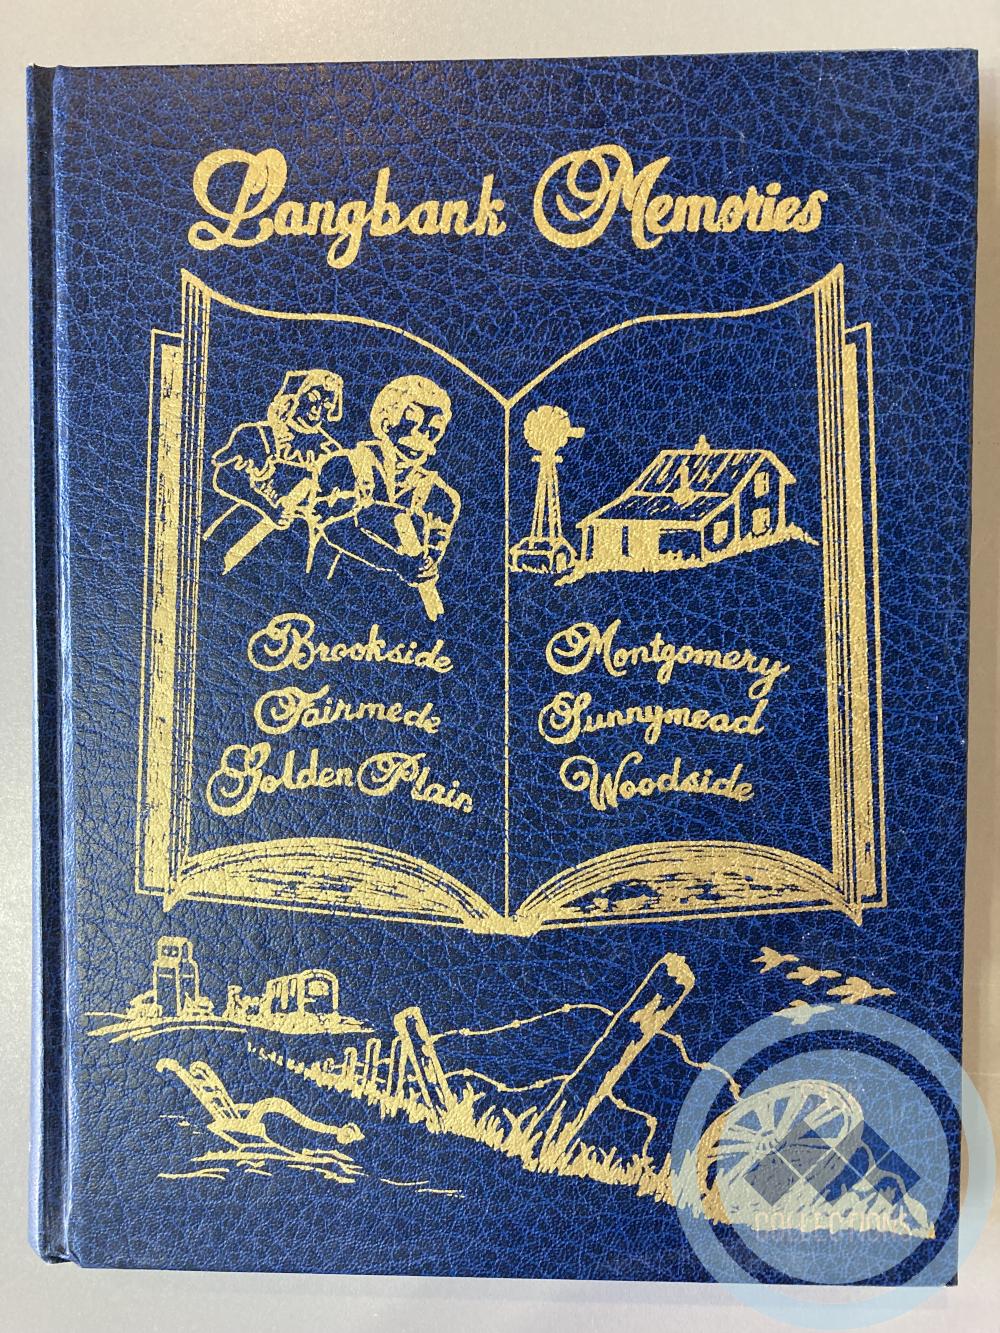 Langbank Memories
Brookside
Fairmede
Golden Plain
Montgomery
Sunnymead
Woodside
COLLECTIONS